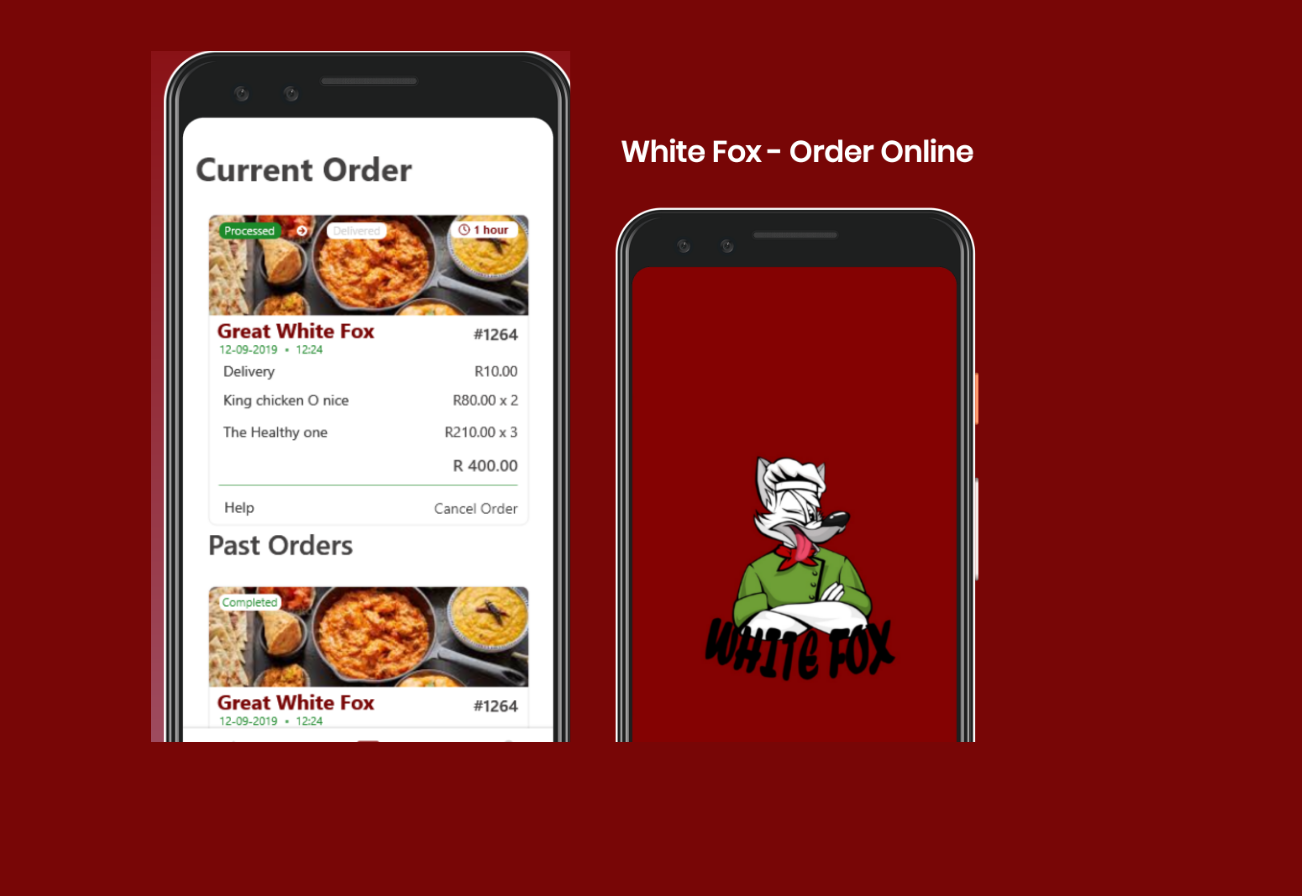 Current Order
Processed
Delivered
1 hour
Great White Fox
#1264
12-09-2019 • 12:24
Delivery R10.00
King chicken O nice R80.00 x 2
The Healthy one R210.00 x 3
R 400.00
Help Cancel Order
Past Orders
Completed
Great White Fox
#1264
12-09-2019 • 12:24
White Fox - Order Online
WHITE FOX